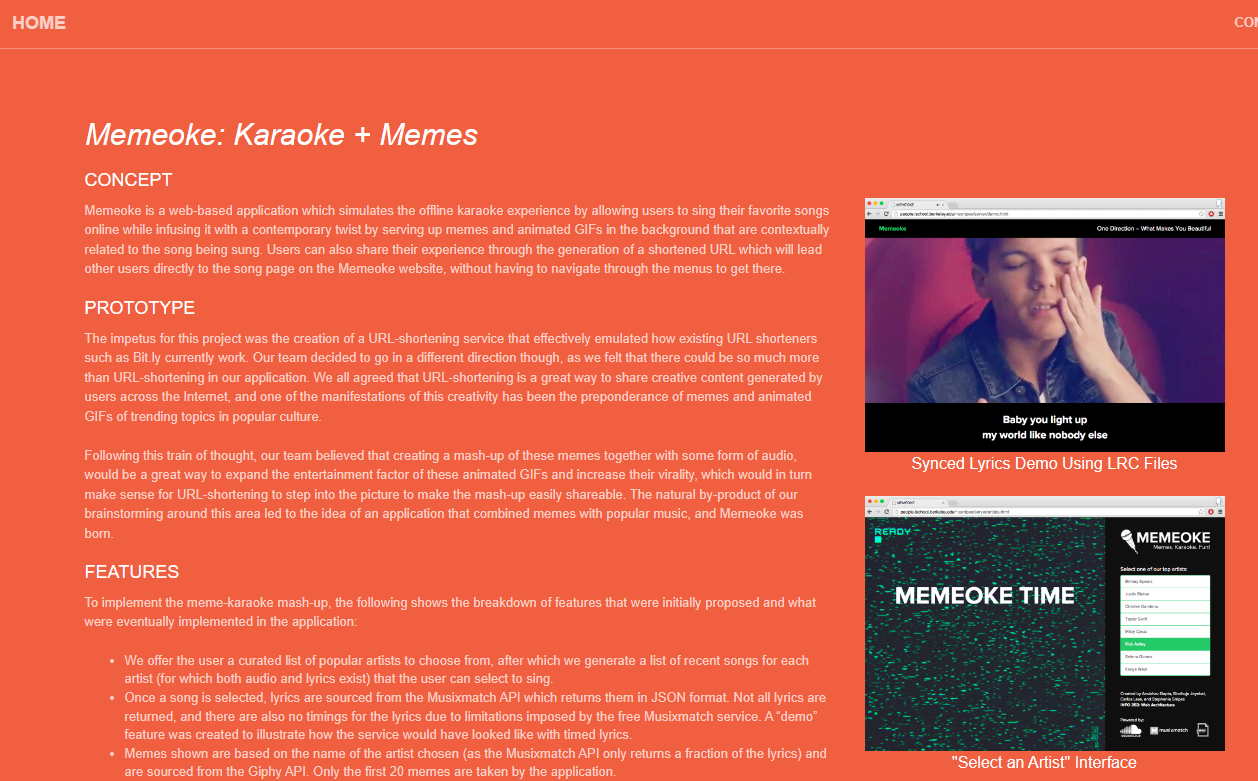 HOME
Memeoke: Karaoke + Memes
CONCEPT
Memeoke is a web-based application which simulates the offline karaoke experience by allowing users to sing their favorite songs
online while infusing it with a contemporary twist by serving up memes and animated GIFs in the background that are contextually
related to the song being sung. Users can also share their experience through the generation of a shortened URL which will lead
other users directly to the song page on the Memeoke website, without having to navigate through the menus to get there.
PROTOTYPE
The impetus for this project was the creation of a URL-shortening service that effectively emulated how existing URL shorteners
such as Bit.ly currently work. Our team decided to go in a different direction though, as we felt that there could be so much more
than URL-shortening in our application. We all agreed that URL-shortening is a great way to share creative content generated by
users across the Internet, and one of the manifestations of this creativity has been the preponderance of memes and animated
GIFs of trending topics in popular culture.
Following this train of thought, our team believed that creating a mash-up of these memes together with some form of audio,
would be a great way to expand the entertainment factor of these animated GIFs and increase their virality, which would in turn
make sense for URL-shortening to step into the picture to make the mash-up easily shareable. The natural by-product of our
brainstorming around this area led to the idea of an application that combined memes with popular music, and Memeoke was
born.
FEATURES
To implement the meme-karaoke mash-up, the following shows the breakdown of features that were initially proposed and what
were eventually implemented in the application:
• We offer the user a curated list of popular artists to choose from, after which we generate a list of recent songs for each
artist (for which both audio and lyrics exist) that the user can select to sing.
• Once a song is selected, lyrics are sourced from the Musixmatch API which returns them in JSON format. Not all lyrics are
returned, and there are also no timings for the lyrics due to limitations imposed by the free Musixmatch service. A “demo”
feature was created to illustrate how the service would have looked like with timed lyrics.
• Memes shown are based on the name of the artist chosen (as the Musixmatch API only returns a fraction of the lyrics) and
are sourced from the Giphy API. Only the first 20 memes are taken by the application.
Memeoke
One Direction – What Makes You Beautiful
Baby you light up
my world like nobody else
Synced Lyrics Demo Using LRC Files
READY
MEMEOKE TIME
MEMEOKE
Memes. Karaoke. Fun!
Select one of our top artists:
Britney Spears
Justin Bieber
Childish Gambino
Taylor Swift
Miley Cyrus
Rick Astley
Selena Gomez
Kanye West
INFO 253: Web Architecture
Powered by:
musixmatch
"Select an Artist" Interface